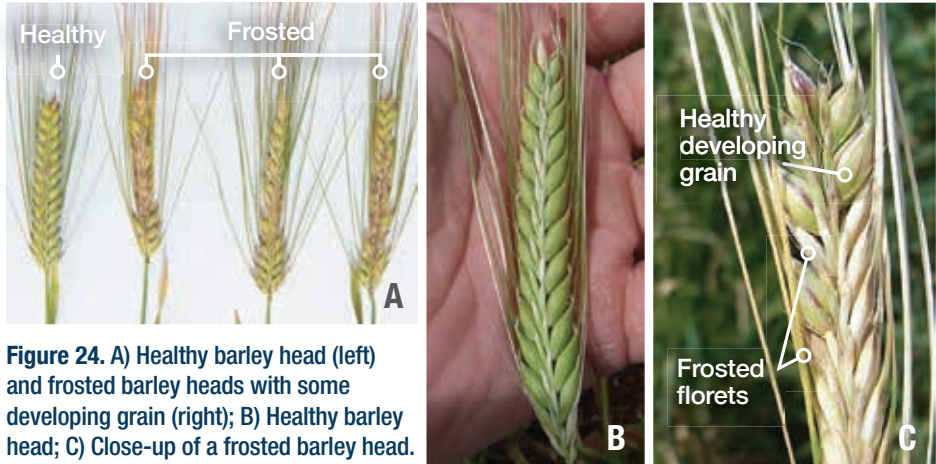 Healthy
Frosted
A
B
Healthy
developing
grain
Frosted
florets
C
Figure 24. A) Healthy barley head (left)
and frosted barley heads with some
developing grain (right); B) Healthy barley
head; C) Close-up of a frosted barley head.